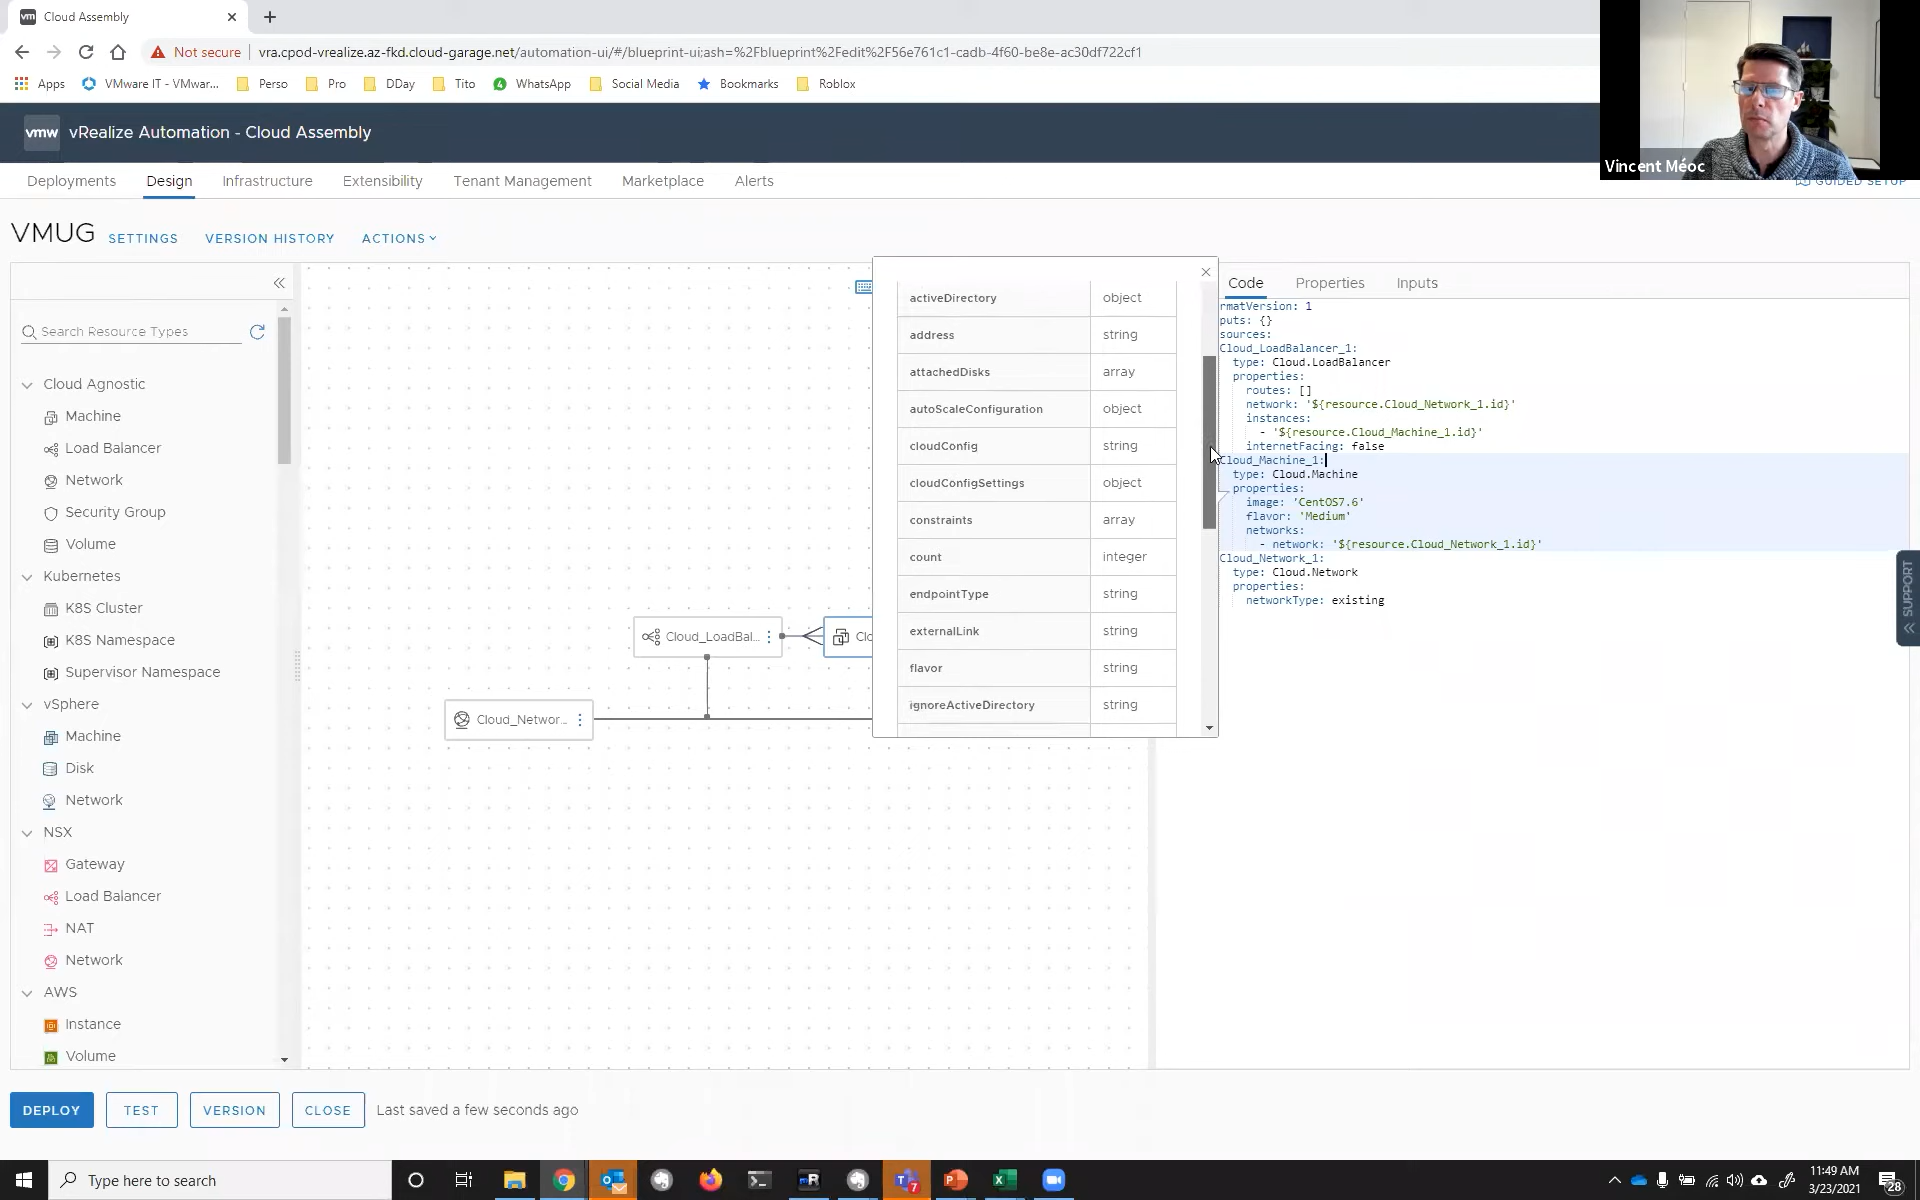 vm Cloud Assembly
Not secure vra.cpod-vrealize.az-fkd.cloud-garage.net/automation-ui/#/blueprint-ui;ash=%2Fblueprint%2Fedit%2F56e761c1-cadb-4f60-be8e-ac30df722cf1
Apps VMware IT - VMwar... Perso Pro DDay Tito 4 WhatsApp Social Media Bookmarks Roblox
vmw vRealize Automation - Cloud Assembly
Vincent Méoc
Deployments Design Infrastructure Extensibility Tenant Management Marketplace Alerts
GUIDED SETUP
VMUG SETTINGS VERSION HISTORY ACTIONS
Search Resource Types
Cloud Agnostic
Machine
Load Balancer
Network
Security Group
Volume
Kubernetes
K8S Cluster
K8S Namespace
Supervisor Namespace
vSphere
Machine
Disk
Network
NSX
Gateway
Load Balancer
NAT
Network
AWS
Instance
Volume
Cloud_LoadBal...
Clo
Cloud_Networ...
activeDirectory object
address string
attachedDisks array
autoScaleConfiguration object
cloudConfig string
cloudConfigSettings object
constraints array
count integer
endpointType string
externalLink string
flavor string
ignoreActiveDirectory string
Code Properties Inputs
rmatVersion: 1
puts: {}
sources:
Cloud_LoadBalancer_1:
type: Cloud.LoadBalancer
properties:
routes: []
network: '${resource.Cloud_Network_1.id}'
instances:
- '${resource.Cloud_Machine_1.id}'
internetFacing: false
Cloud_Machine_1:
type: Cloud.Machine
properties:
image: 'CentOS7.6'
flavor: 'Medium'
networks:
- network: '${resource.Cloud_Network_1.id}'
Cloud_Network_1:
type: Cloud.Network
properties:
networkType: existing
SUPPORT
DEPLOY TEST VERSION CLOSE Last saved a few seconds ago
Type here to search
11:49 AM
3/23/2021
28